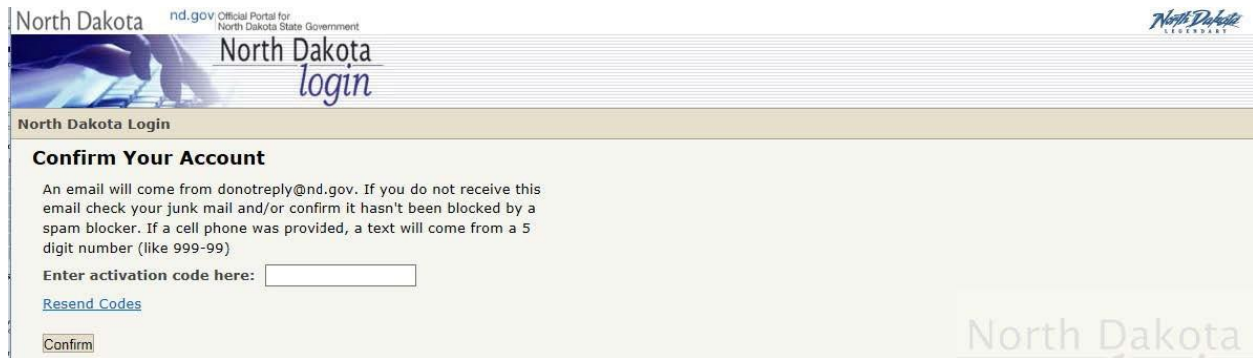 North Dakota nd.gov Official Portal for
North Dakota State Government
North Dakota
LEGENDARY
North Dakota
login
North Dakota Login
Confirm Your Account
An email will come from donotreply@nd.gov. If you do not receive this
email check your junk mail and/or confirm it hasn't been blocked by a
spam blocker. If a cell phone was provided, a text will come from a 5
digit number (like 999-99)
Enter activation code here:
Resend Codes
Confirm
North Dakota